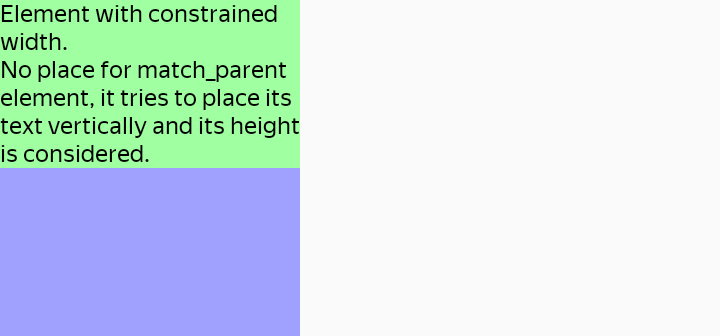 Element with constrained
width.
No place for match_parent
element, it tries to place its
text vertically and its height
is considered.